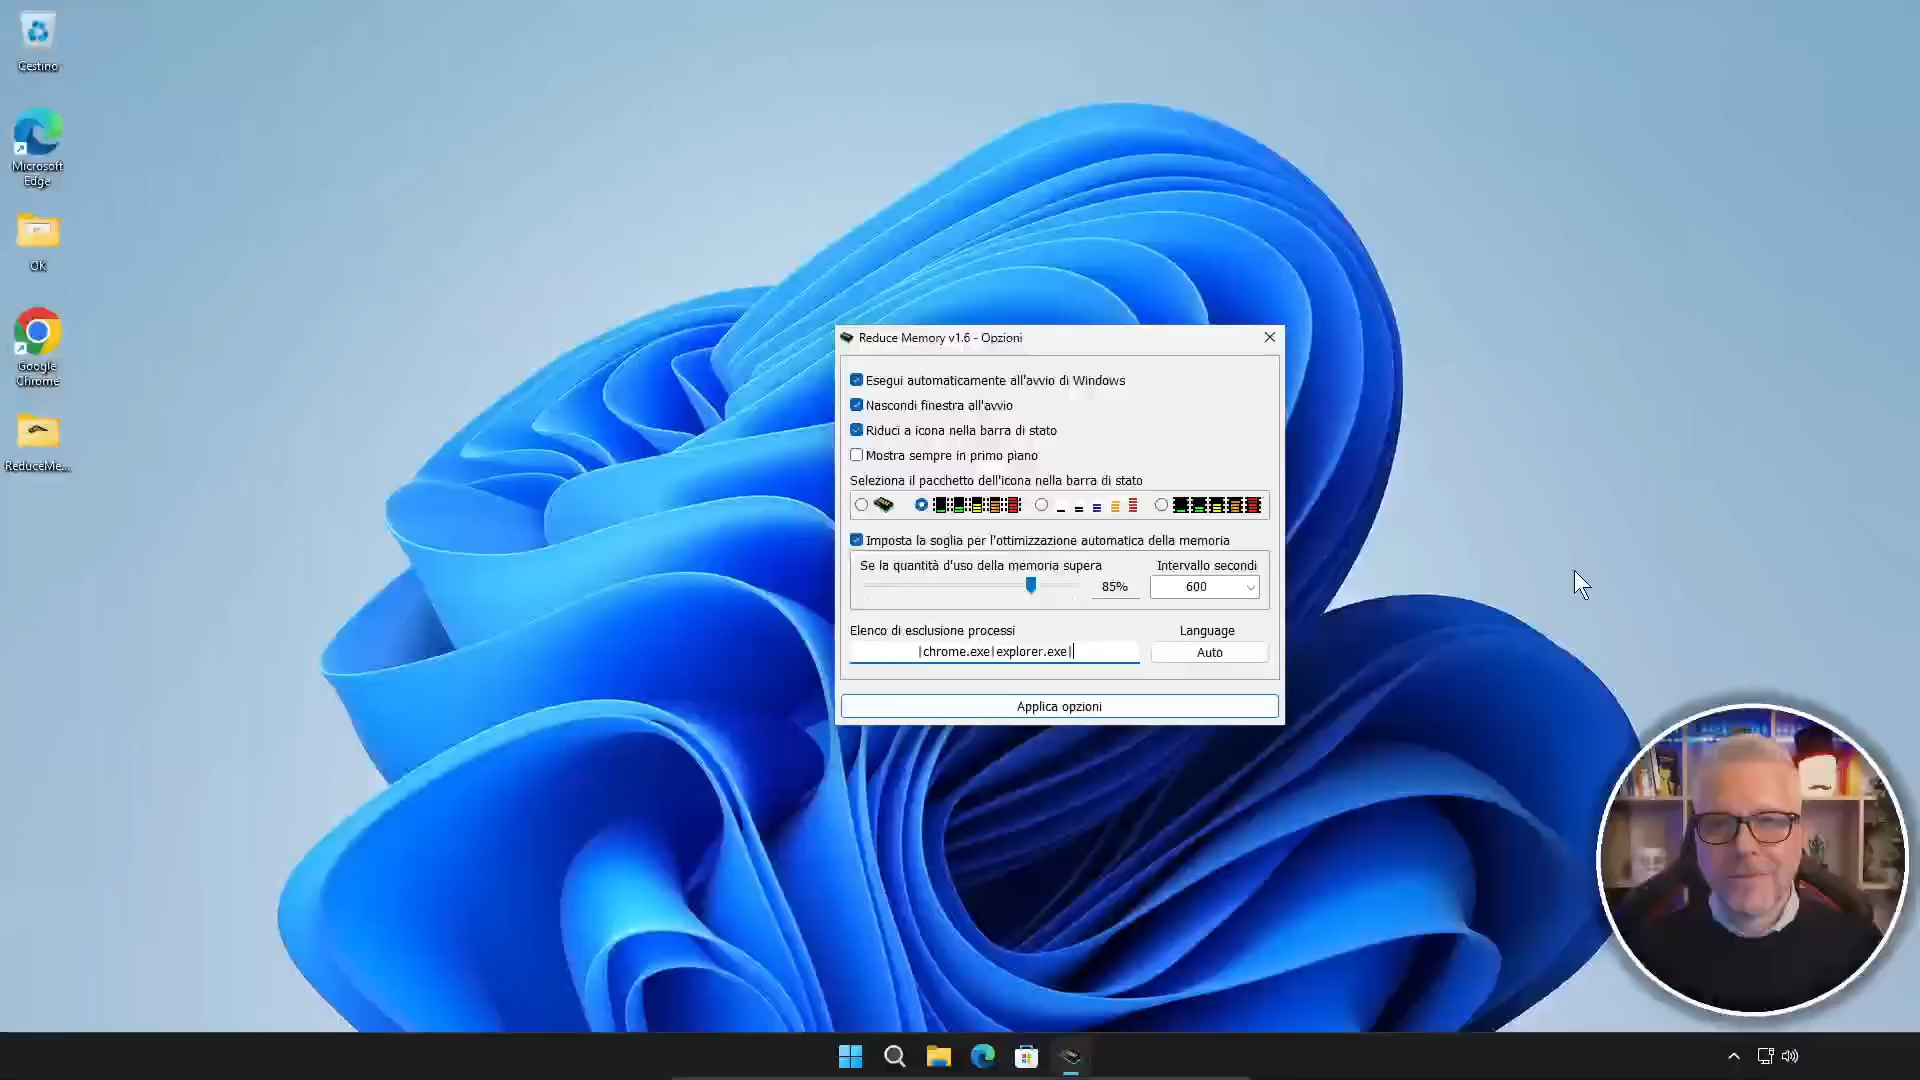 Cestino
Microsoft
Edge
OK
Google
Chrome
ReduceMe...
Reduce Memory v1.6 - Opzioni
Esegui automaticamente all'avvio di Windows
Nascondi finestra all'avvio
Riduci a icona nella barra di stato
Mostra sempre in primo piano
Seleziona il pacchetto dell'icona nella barra di stato
Imposta la soglia per l'ottimizzazione automatica della memoria
Se la quantità d'uso della memoria supera
Intervallo secondi
85%
600
Elenco di esclusione processi
Language
|chrome.exe|explorer.exe|
Auto
Applica opzioni